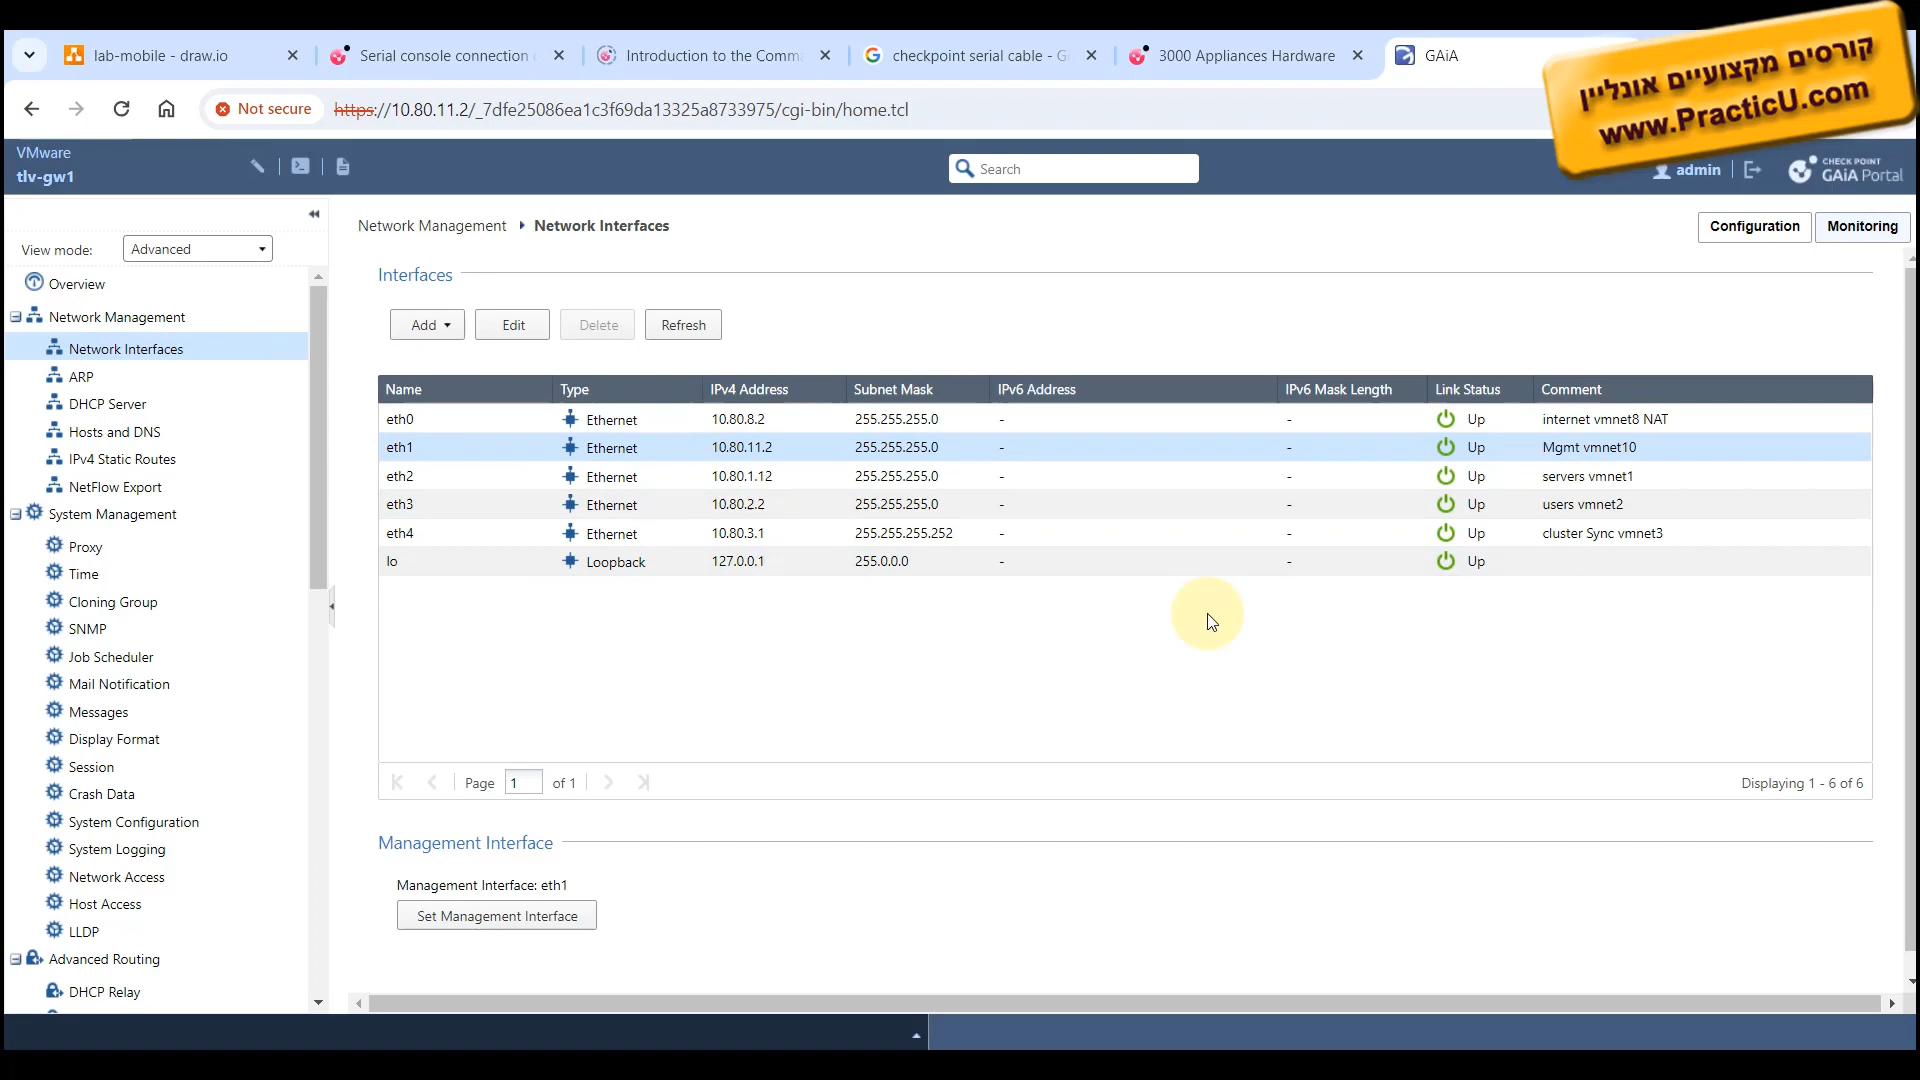 lab-mobile - draw.io
Serial console connection
Introduction to the Comma
checkpoint serial cable - G
3000 Appliances Hardware
GAiA
קורסים מקצועיים אונליין
www.PracticU.com
Not secure
https://10.80.11.2/_7dfe25086ea1c3f69da13325a8733975/cgi-bin/home.tcl
VMware
tlv-gw1
Search
admin
CHECK POINT
GAiA Portal
View mode: Advanced
Overview
Network Management
Network Interfaces
ARP
DHCP Server
Hosts and DNS
IPv4 Static Routes
NetFlow Export
System Management
Proxy
Time
Cloning Group
SNMP
Job Scheduler
Mail Notification
Messages
Display Format
Session
Crash Data
System Configuration
System Logging
Network Access
Host Access
LLDP
Advanced Routing
DHCP Relay
Network Management Network Interfaces
Configuration Monitoring
Interfaces
Add Edit Delete Refresh
Name Type IPv4 Address Subnet Mask IPv6 Address IPv6 Mask Length Link Status Comment
eth0 Ethernet 10.80.8.2 255.255.255.0 - - Up internet vmnet8 NAT
eth1 Ethernet 10.80.11.2 255.255.255.0 - - Up Mgmt vmnet10
eth2 Ethernet 10.80.1.12 255.255.255.0 - - Up servers vmnet1
eth3 Ethernet 10.80.2.2 255.255.255.0 - - Up users vmnet2
eth4 Ethernet 10.80.3.1 255.255.255.252 - - Up cluster Sync vmnet3
lo Loopback 127.0.0.1 255.0.0.0 - - Up
Page 1 of 1
Displaying 1 - 6 of 6
Management Interface
Management Interface: eth1
Set Management Interface